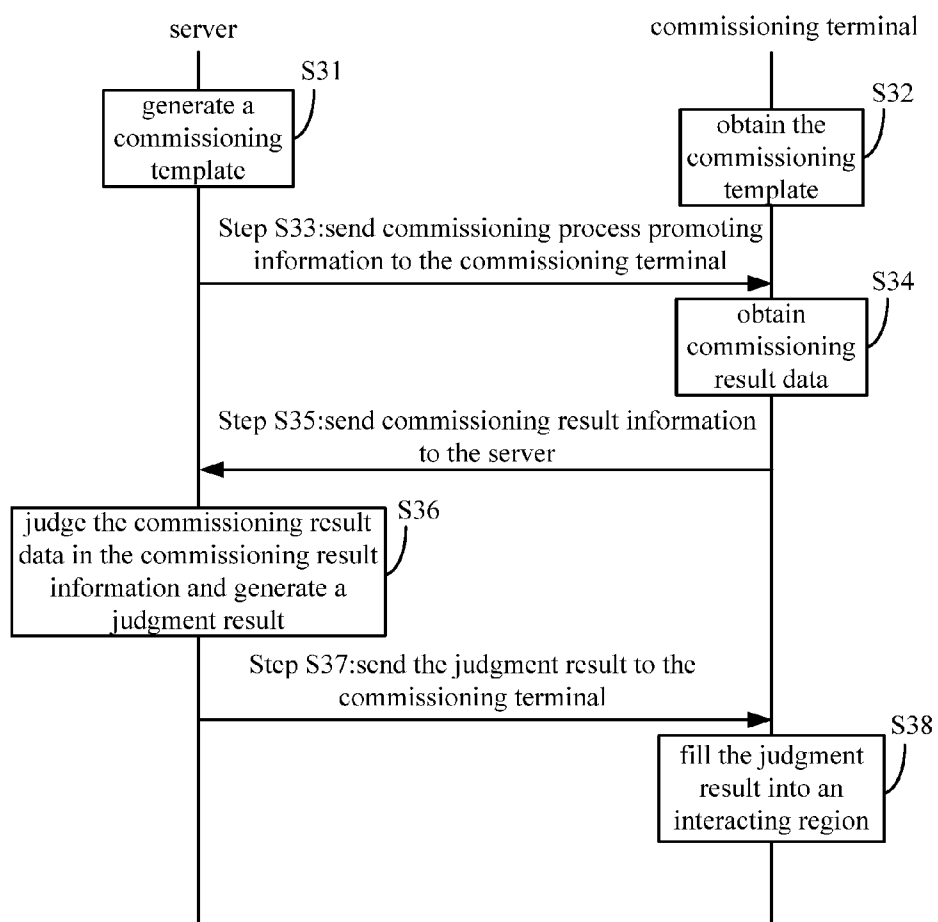 server
commissioning terminal
S31
generate a
commissioning
template
S32
obtain the
commissioning
template
Step S33:send commissioning process promoting
information to the commissioning terminal
S34
obtain
commissioning
result data
Step S35:send commissioning result information
to the server
S36
judge the commissioning result
data in the commissioning result
information and generate a
judgment result
Step S37:send the judgment result to the
commissioning terminal
S38
fill the judgment
result into an
interacting region